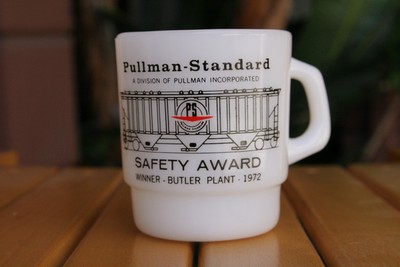 Pullman-Standard
A DIVISION OF PULLMAN INCORPORATED
PS
SAFETY AWARD
WINNER - BUTLER PLANT - 1972